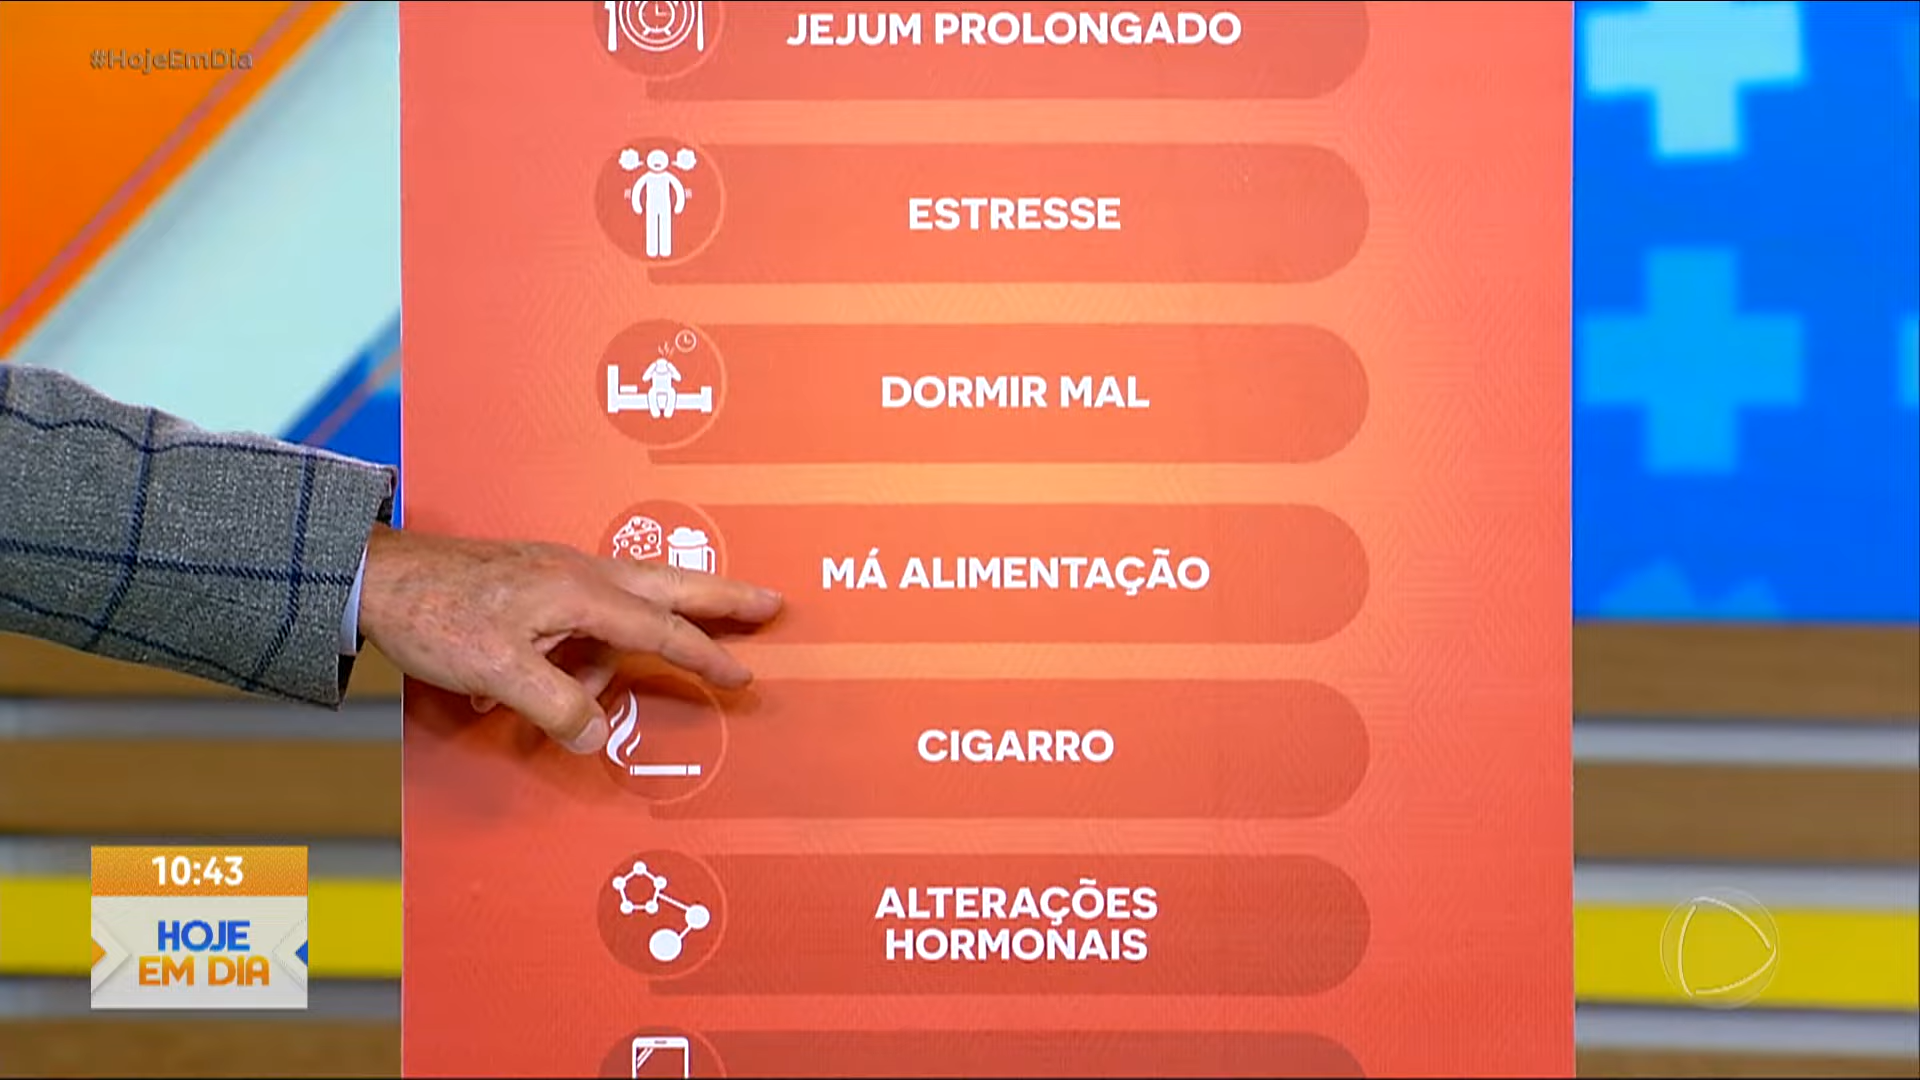 #HojeEmDia
JEJUM PROLONGADO
ESTRESSE
DORMIR MAL
MÁ ALIMENTAÇÃO
CIGARRO
ALTERAÇÕES
HORMONAIS
10:43
HOJE
EM DIA